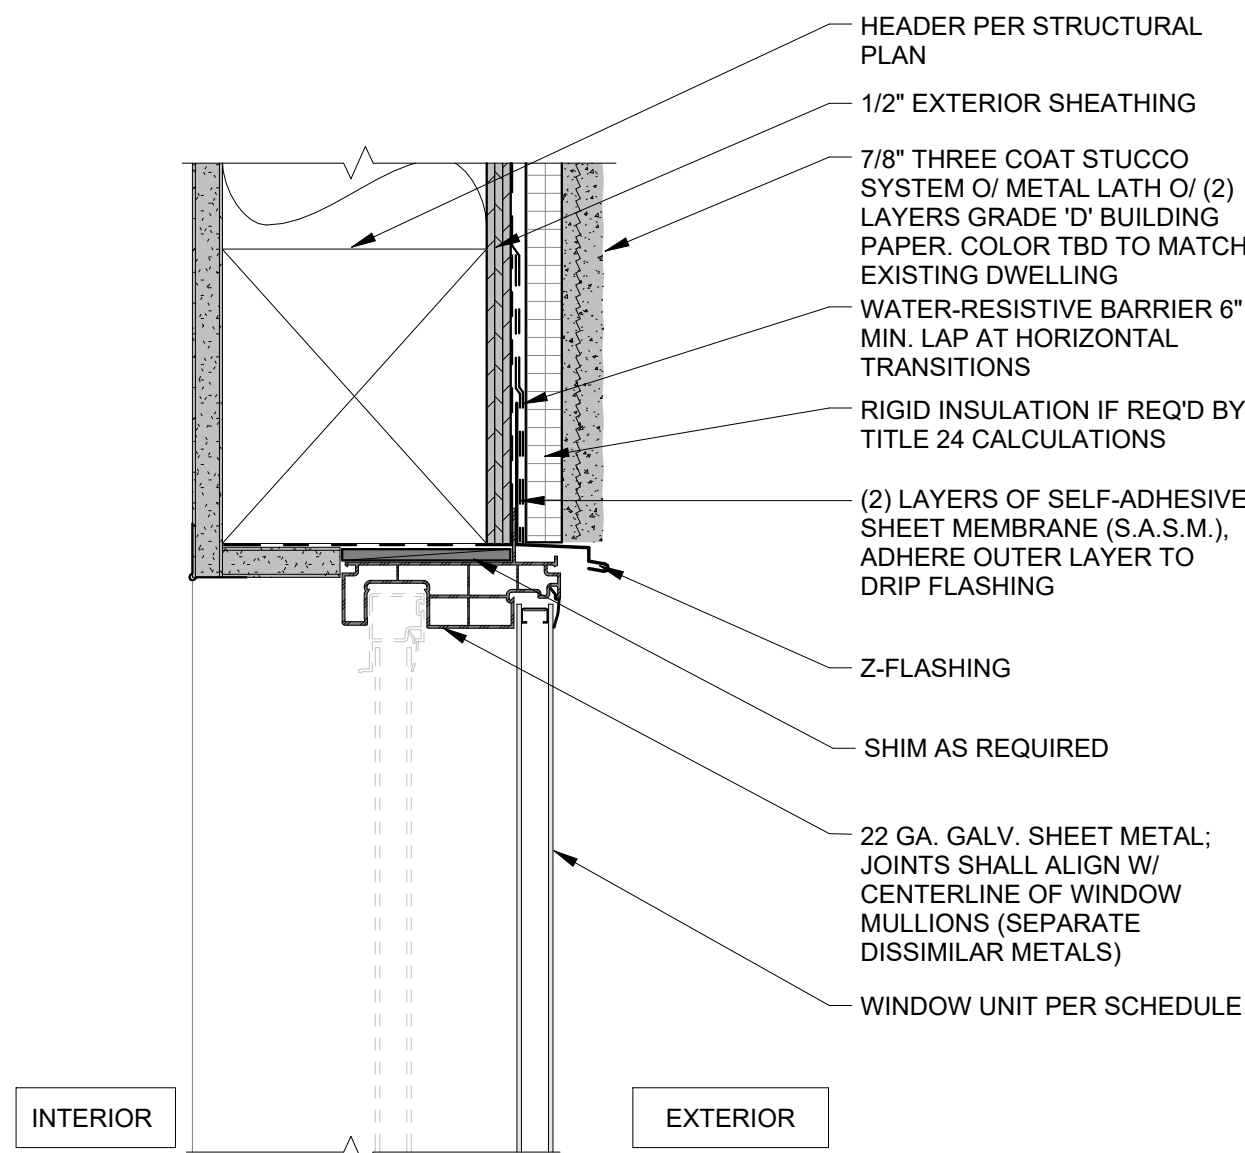 HEADER PER STRUCTURAL
PLAN
1/2" EXTERIOR SHEATHING
7/8" THREE COAT STUCCO
SYSTEM O/ METAL LATH O/ (2)
LAYERS GRADE 'D' BUILDING
PAPER. COLOR TBD TO MATCH
EXISTING DWELLING
WATER-RESISTIVE BARRIER 6"
MIN. LAP AT HORIZONTAL
TRANSITIONS
RIGID INSULATION IF REQ'D BY
TITLE 24 CALCULATIONS
(2) LAYERS OF SELF-ADHESIVE
SHEET MEMBRANE (S.A.S.M.),
ADHERE OUTER LAYER TO
DRIP FLASHING
Z-FLASHING
SHIM AS REQUIRED
22 GA. GALV. SHEET METAL;
JOINTS SHALL ALIGN W/
CENTERLINE OF WINDOW
MULLIONS (SEPARATE
DISSIMILAR METALS)
WINDOW UNIT PER SCHEDULE
INTERIOR
EXTERIOR